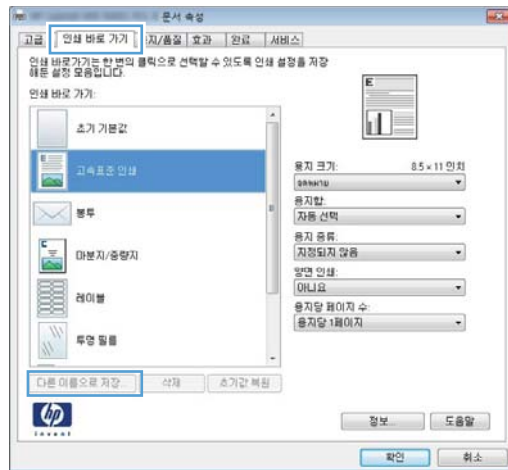 문서 속성
고급
인쇄 바로 가기
지/품질
효과
완료
서비스
인쇄 바로가기는 한 번의 클릭으로 선택할 수 있도록 인쇄 설정을 저장
해둔 설정 모음입니다.
인쇄 바로 가기:
초기 기본값
고속표준 인쇄
봉투
마분지/중량지
레이블
투명 필름
E
용지 크기:
8.5 × 11 인치
จดหมาย
용지함:
자동 선택
용지 종류:
지정되지 않음
양면 인쇄:
아니요
용지당 페이지 수:
용지당 1페이지
다른 이름으로 저장...
삭제
초기값 복원
hp
invent
정보...
도움말
확인
취소